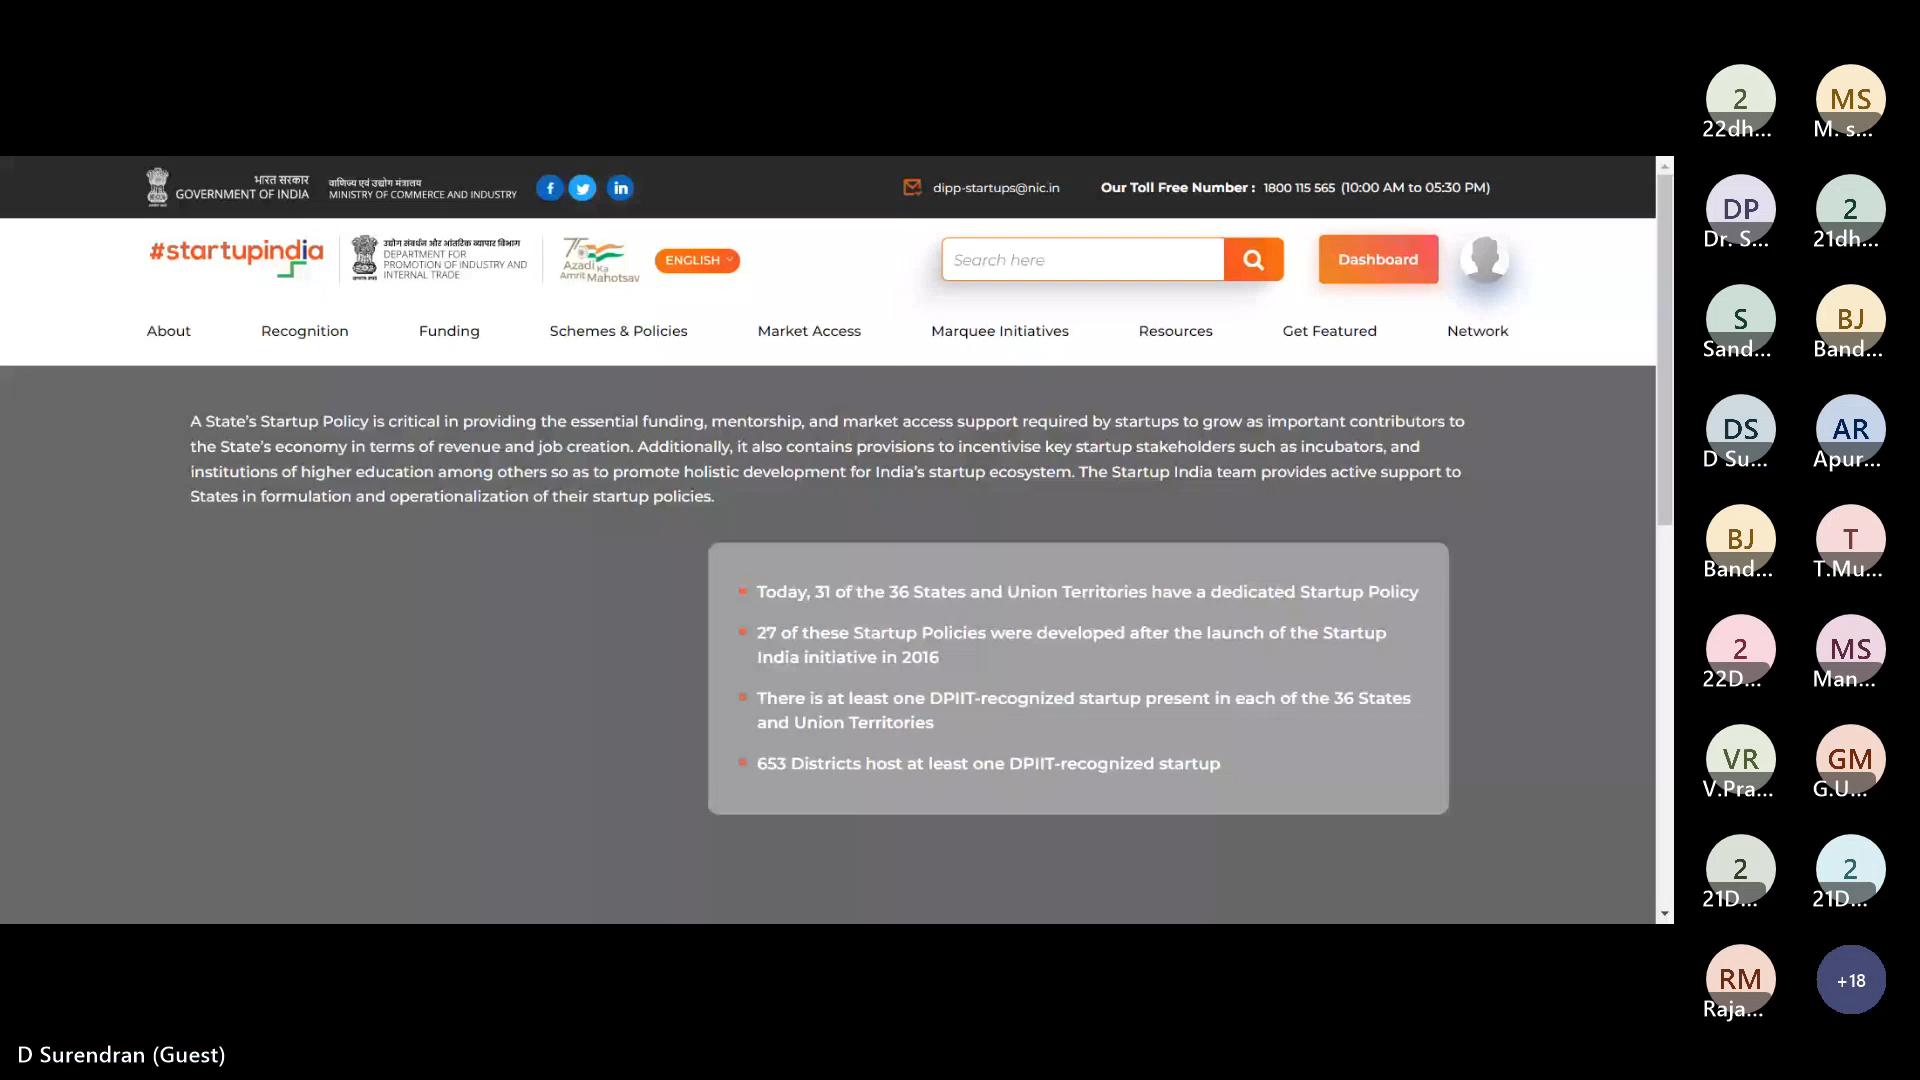 भारत सरकार
GOVERNMENT OF INDIA
वाणिज्य एवं उद्योग मंत्रालय
MINISTRY OF COMMERCE AND INDUSTRY
dipp-startups@nic.in
Our Toll Free Number : 1800 115 565 (10:00 AM to 05:30 PM)
#startupindia
उद्योग संवर्धन और आंतरिक व्यापार विभाग
DEPARTMENT FOR
PROMOTION OF INDUSTRY AND
INTERNAL TRADE
Azadi Ka
Amrit Mahotsav
ENGLISH
Search here
Dashboard
About
Recognition
Funding
Schemes & Policies
Market Access
Marquee Initiatives
Resources
Get Featured
Network
A State’s Startup Policy is critical in providing the essential funding, mentorship, and market access support required by startups to grow as important contributors to
the State’s economy in terms of revenue and job creation. Additionally, it also contains provisions to incentivise key startup stakeholders such as incubators, and
institutions of higher education among others so as to promote holistic development for India’s startup ecosystem. The Startup India team provides active support to
States in formulation and operationalization of their startup policies.
Today, 31 of the 36 States and Union Territories have a dedicated Startup Policy
27 of these Startup Policies were developed after the launch of the Startup
India initiative in 2016
There is at least one DPIIT-recognized startup present in each of the 36 States
and Union Territories
653 Districts host at least one DPIIT-recognized startup
2
22dh...
MS
M. s...
DP
Dr. S...
2
21dh...
S
Sand...
BJ
Band...
DS
D Su...
AR
Apur...
BJ
Band...
T
T.Mu...
2
22D...
MS
Man...
VR
V.Pra...
GM
G.U...
2
21D...
2
21D...
RM
Raja...
+18
D Surendran (Guest)